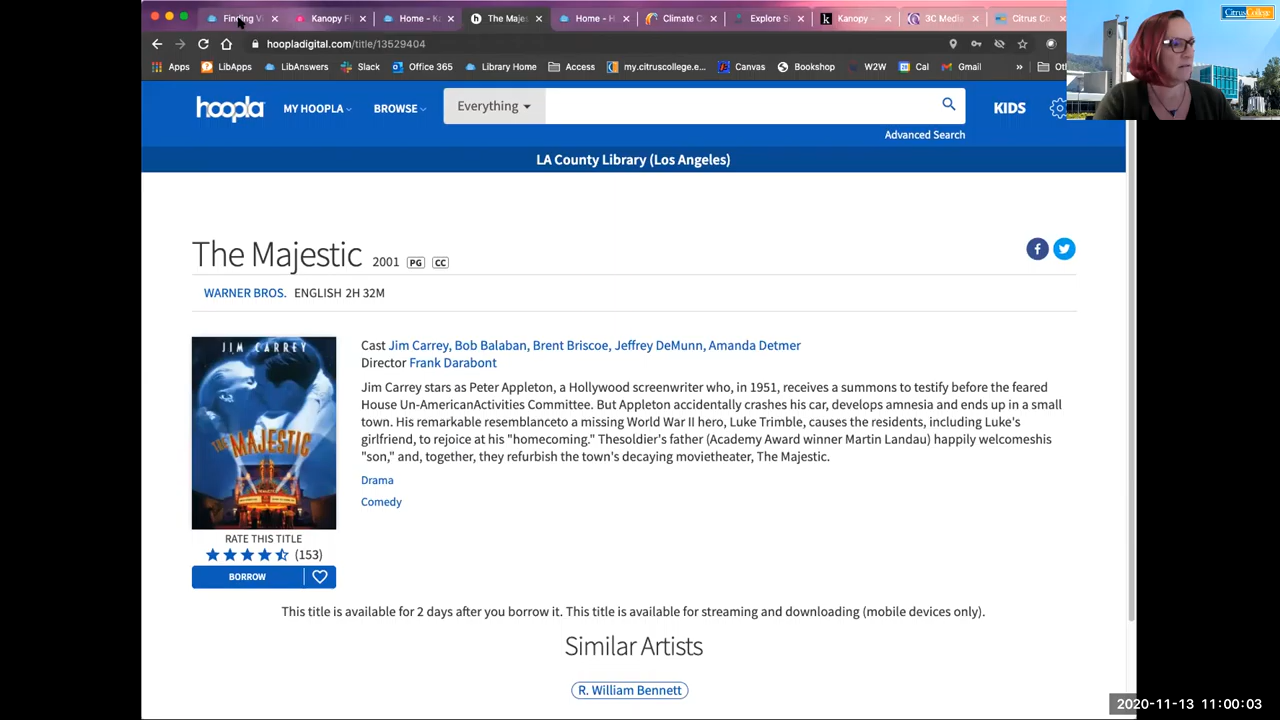 Finding Vi
Kanopy Fi
Home - Ka
The Majes
Home - H
Climate C
Explore S
Kanopy -
3C Media
Citrus Co
CitrusCollege
hoopladigital.com/title/13529404
Apps
LibApps
LibAnswers
Slack
Office 365
Library Home
Access
my.citruscollege.e...
Canvas
Bookshop
W2W
Cal
Gmail
»
hoopla
MY HOOPLA
BROWSE
Everything
KIDS
Advanced Search
LA County Library (Los Angeles)
The Majestic 2001 PG CC
WARNER BROS. ENGLISH 2H 32M
JIM CARREY
THE MAJESTIC
Cast Jim Carrey, Bob Balaban, Brent Briscoe, Jeffrey DeMunn, Amanda Detmer
Director Frank Darabont
Jim Carrey stars as Peter Appleton, a Hollywood screenwriter who, in 1951, receives a summons to testify before the feared
House Un-AmericanActivities Committee. But Appleton accidentally crashes his car, develops amnesia and ends up in a small
town. His remarkable resemblanceto a missing World War II hero, Luke Trimble, causes the residents, including Luke's
girlfriend, to rejoice at his "homecoming." Thesoldier's father (Academy Award winner Martin Landau) happily welcomeshis
"son," and, together, they refurbish the town's decaying movietheater, The Majestic.
Drama
Comedy
RATE THIS TITLE
(153)
BORROW
This title is available for 2 days after you borrow it. This title is available for streaming and downloading (mobile devices only).
Similar Artists
R. William Bennett
2020-11-13 11:00:03